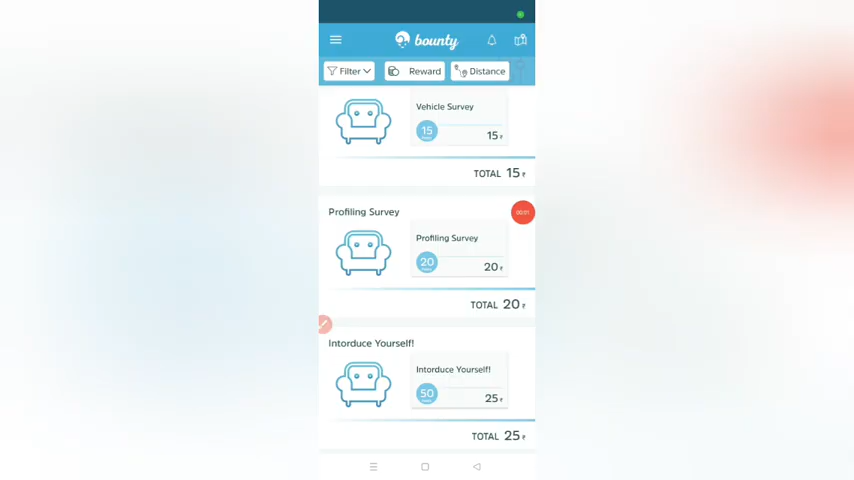 bounty
Filter
Reward
Distance
Vehicle Survey
15
15₹
TOTAL 15₹
Profiling Survey
00:01
Profiling Survey
20
20₹
TOTAL 20₹
Intorduce Yourself!
Intorduce Yourself!
50
25₹
TOTAL 25₹